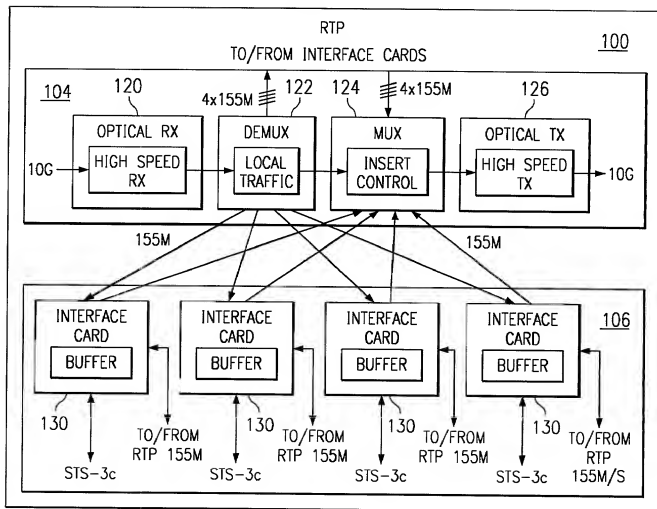 RTP
100
TO/FROM INTERFACE CARDS
104
120
4x155M
122
124
4x155M
126
OPTICAL RX
DEMUX
MUX
OPTICAL TX
10G
HIGH SPEED
RX
LOCAL
TRAFFIC
INSERT
CONTROL
HIGH SPEED
TX
10G
155M
155M
INTERFACE
CARD
BUFFER
INTERFACE
CARD
BUFFER
INTERFACE
CARD
BUFFER
INTERFACE
CARD
BUFFER
106
130
130
130
130
TO/FROM
RTP 155M
TO/FROM
RTP 155M
TO/FROM
RTP 155M
TO/FROM
RTP
155M/S
STS-3c
STS-3c
STS-3c
STS-3c